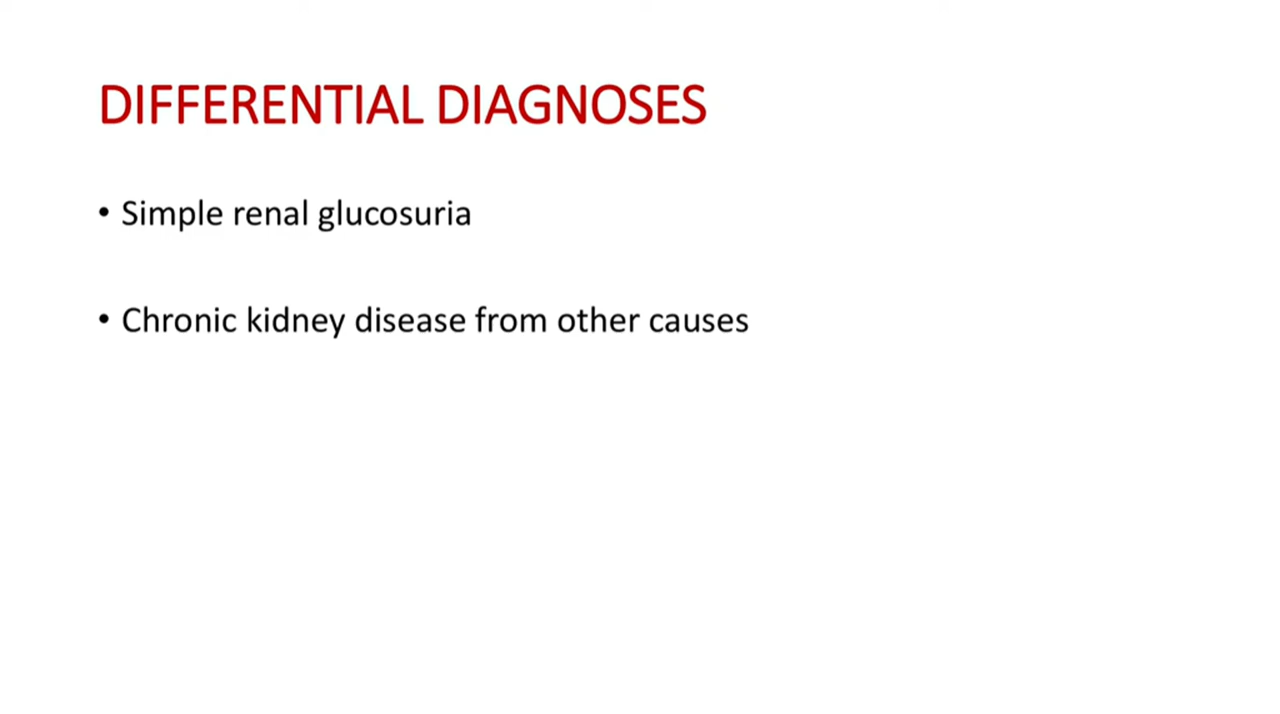 DIFFERENTIAL DIAGNOSES
• Simple renal glucosuria
• Chronic kidney disease from other causes